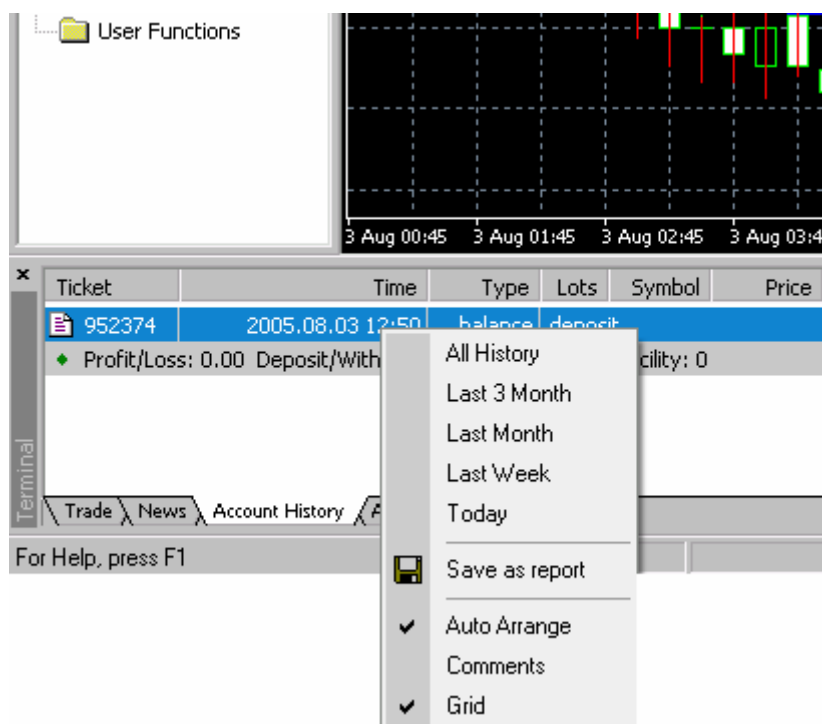 User Functions
3 Aug 00:45 3 Aug 01:45 3 Aug 02:45 3 Aug 03:4
Ticket Time Type Lots Symbol Price
952374 2005.08.03 12:50 balance deposit
Profit/Loss: 0.00 Deposit/With cility: 0
All History
Last 3 Month
Last Month
Last Week
Today
Terminal
Trade News Account History A
For Help, press F1
Save as report
Auto Arrange
Comments
Grid